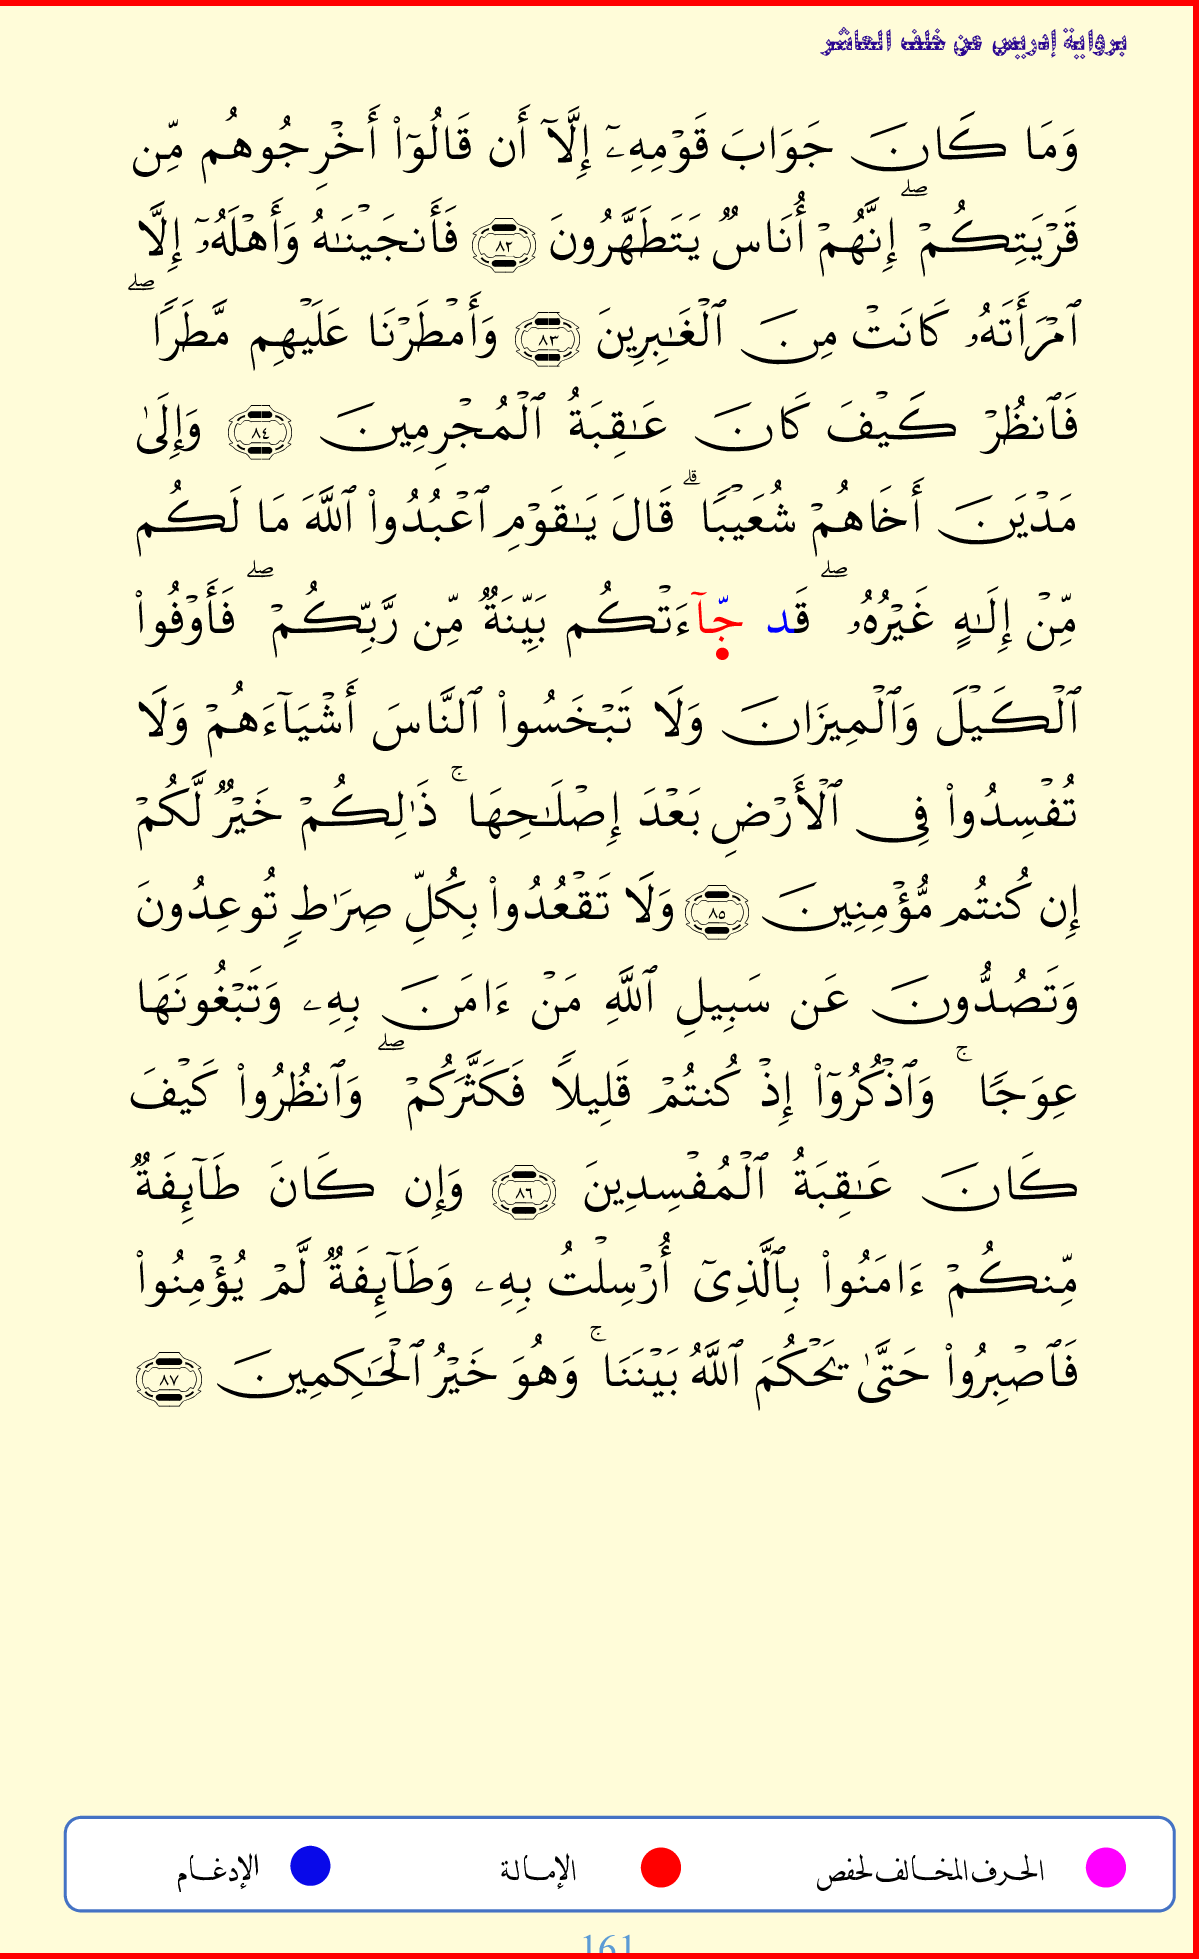 برواية إدريس عن خلف العاشر
وَمَا كَانَ جَوَابَ قَوْمِهِۦٓ إِلَّآ أَن قَالُوٓا۟ أَخْرِجُوهُم مِّن
قَرْيَتِكُمْ ۖ إِنَّهُمْ أُنَاسٌ يَتَطَهَّرُونَ ٨٢ فَأَنجَيْنَـٰهُ وَأَهْلَهُۥٓ إِلَّا
ٱمْرَأَتَهُۥ كَانَتْ مِنَ ٱلْغَـٰبِرِينَ ٨٣ وَأَمْطَرْنَا عَلَيْهِم مَّطَرًا ۖ
فَٱنظُرْ كَيْفَ كَانَ عَـٰقِبَةُ ٱلْمُجْرِمِينَ ٨٤ وَإِلَىٰ
مَدْيَنَ أَخَاهُمْ شُعَيْبًا ۗ قَالَ يَـٰقَوْمِ ٱعْبُدُوا۟ ٱللَّهَ مَا لَكُم
مِّنْ إِلَـٰهٍ غَيْرُهُۥ ۖ قَد جَّآءَتْكُم بَيِّنَةٌ مِّن رَّبِّكُمْ ۖ فَأَوْفُوا۟
ٱلْكَيْلَ وَٱلْمِيزَانَ وَلَا تَبْخَسُوا۟ ٱلنَّاسَ أَشْيَآءَهُمْ وَلَا
تُفْسِدُوا۟ فِى ٱلْأَرْضِ بَعْدَ إِصْلَـٰحِهَا ۚ ذَٰلِكُمْ خَيْرٌ لَّكُمْ
إِن كُنتُم مُّؤْمِنِينَ ٨٥ وَلَا تَقْعُدُوا۟ بِكُلِّ صِرَٰطٍ تُوعِدُونَ
وَتَصُدُّونَ عَن سَبِيلِ ٱللَّهِ مَنْ ءَامَنَ بِهِۦ وَتَبْغُونَهَا
عِوَجًا ۚ وَٱذْكُرُوٓا۟ إِذْ كُنتُمْ قَلِيلًا فَكَثَّرَكُمْ ۖ وَٱنظُرُوا۟ كَيْفَ
كَانَ عَـٰقِبَةُ ٱلْمُفْسِدِينَ ٨٦ وَإِن كَانَ طَآئِفَةٌ
مِّنكُمْ ءَامَنُوا۟ بِٱلَّذِىٓ أُرْسِلْتُ بِهِۦ وَطَآئِفَةٌ لَّمْ يُؤْمِنُوا۟
فَٱصْبِرُوا۟ حَتَّىٰ يَحْكُمَ ٱللَّهُ بَيْنَنَا ۚ وَهُوَ خَيْرُ ٱلْحَـٰكِمِينَ ٨٧
الحرف المخالف لحفص الإمالة الإدغام
161